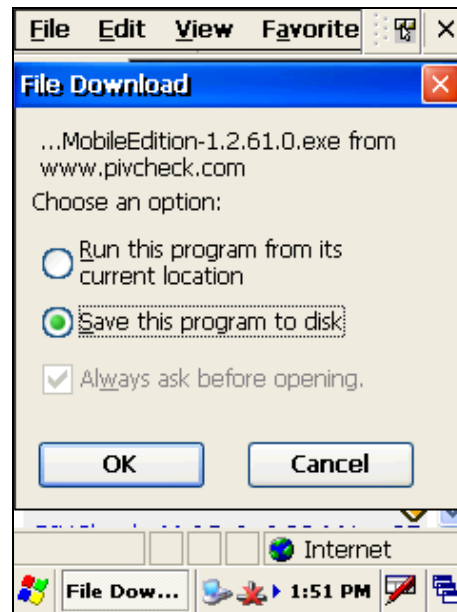 File Edit View Favorite
File Download
...MobileEdition-1.2.61.0.exe from
www.pivcheck.com
Choose an option:
Run this program from its
current location
Save this program to disk
Always ask before opening.
OK Cancel
Internet
File Dow... 1:51 PM